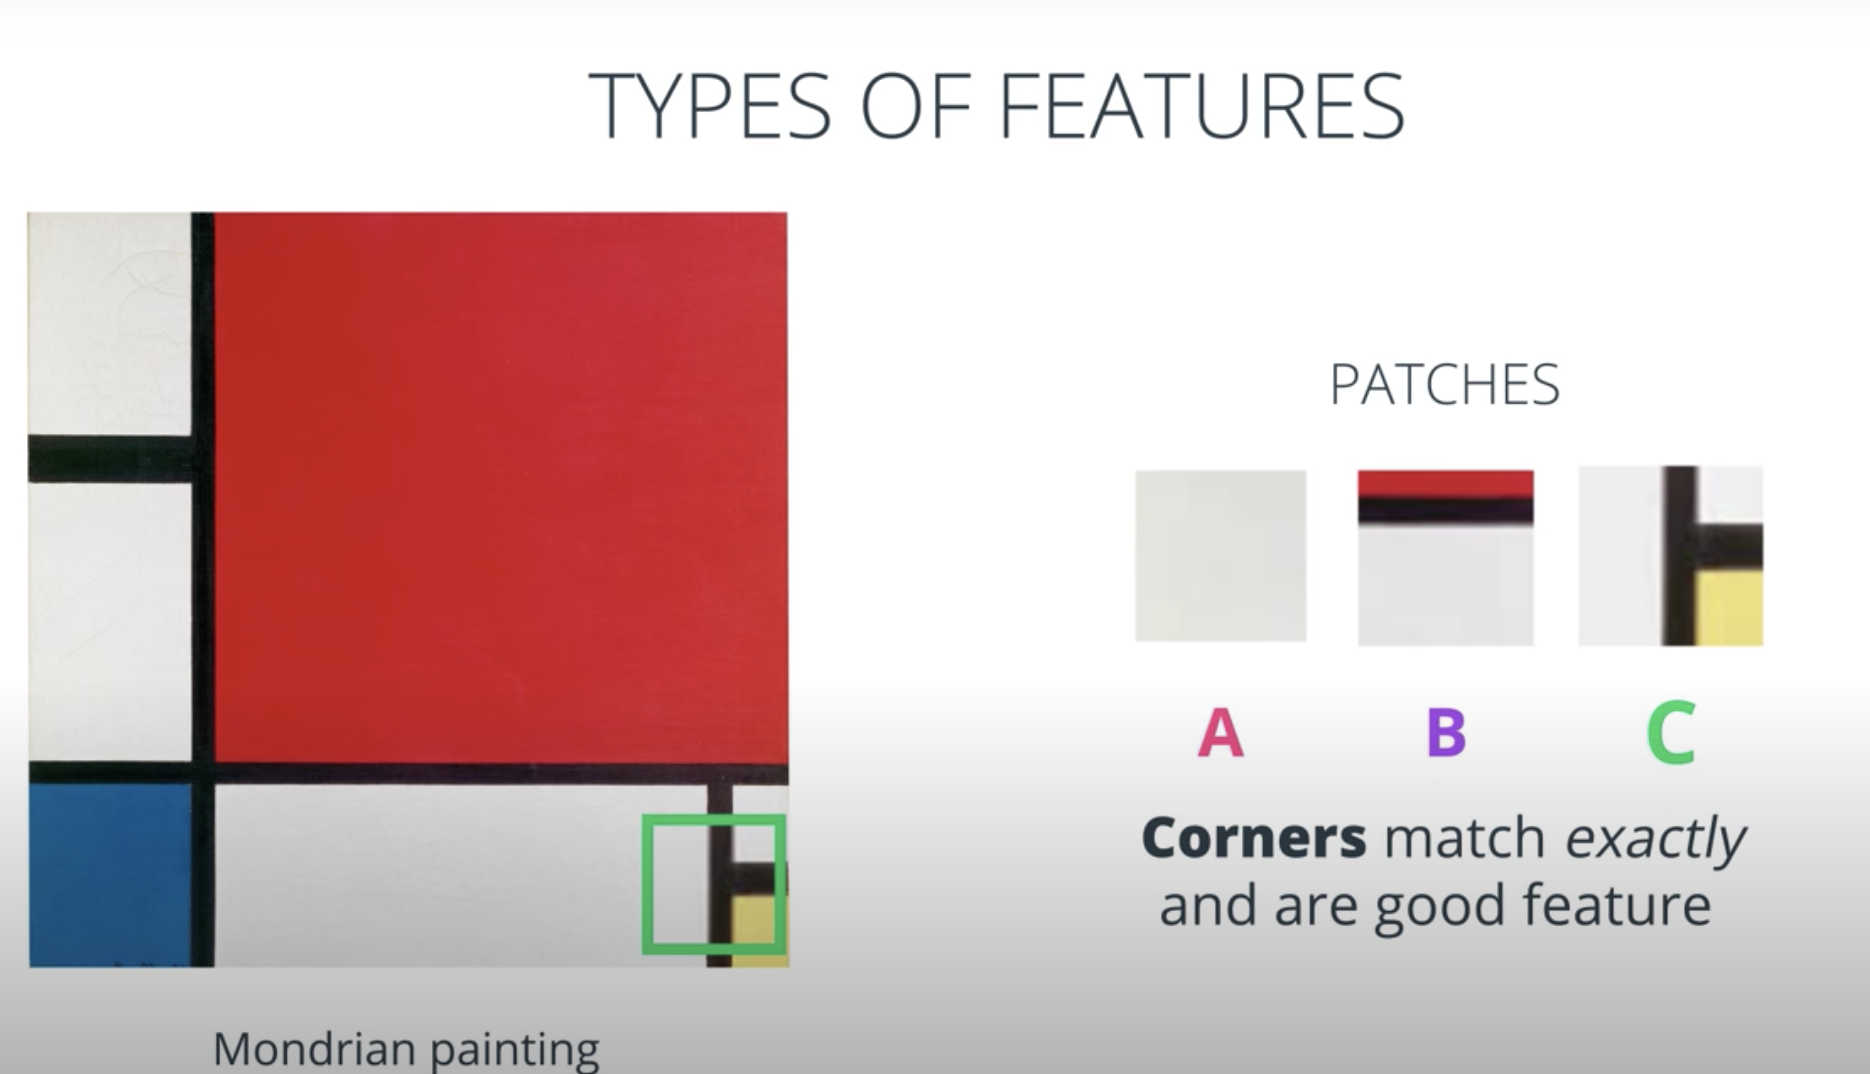 TYPES OF FEATURES
PATCHES
A B C
Corners match exactly
and are good feature
Mondrian painting